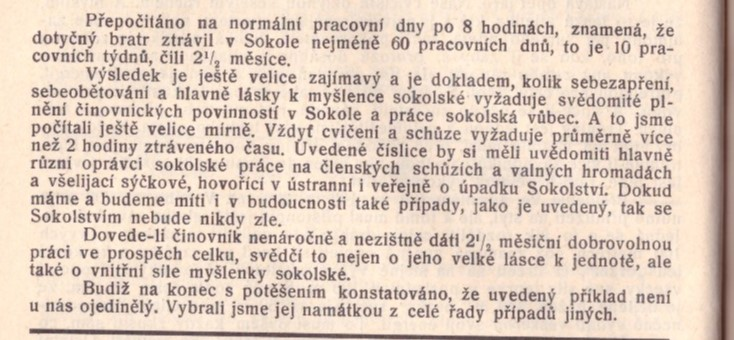 Přepočítáno na normální pracovní dny po 8 hodinách, znamená, že
dotyčný bratr ztrávil v Sokole nejméně 60 pracovních dnů, to je 10 pra-
covních týdnů, čili 2¹/₂ měsíce.
Výsledek je ještě velice zajímavý a je dokladem, kolik sebezapření,
sebeobětování a hlavně lásky k myšlence sokolské vyžaduje svědomité pl-
nění činovnických povinností v Sokole a práce sokolská vůbec. A to jsme
počítali ještě velice mírně. Vždyť cvičení a schůze vyžaduje průměrně více
než 2 hodiny ztráveného času. Uvedené číslice by si měli uvědomiti hlavně
různí oprávci sokolské práce na členských schůzích a valných hromadách
a všelijací sýčkové, hovořící v ústranní i veřejně o úpadku Sokolství. Dokud
máme a budeme míti i v budoucnosti také případy, jako je uvedený, tak se
Sokolstvím nebude nikdy zle.
Dovede-li činovník nenáročně a nezištně dáti 2¹/₂ měsíční dobrovolnou
práci ve prospěch celku, svědčí to nejen o jeho velké lásce k jednotě, ale
také o vnitřní síle myšlenky sokolské.
Budiž na konec s potěšením konstatováno, že uvedený příklad není
u nás ojedinělý. Vybrali jsme jej namátkou z celé řady případů jiných.